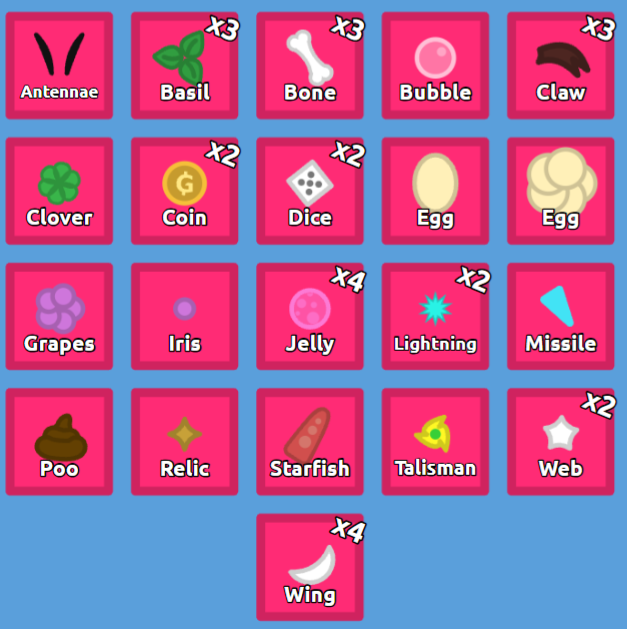 Antennae
x3
Basil
x3
Bone
Bubble
x3
Claw
Clover
x2
Coin
x2
Dice
Egg
Egg
Grapes
Iris
x4
Jelly
x2
Lightning
Missile
Poo
Relic
Starfish
Talisman
x2
Web
x4
Wing